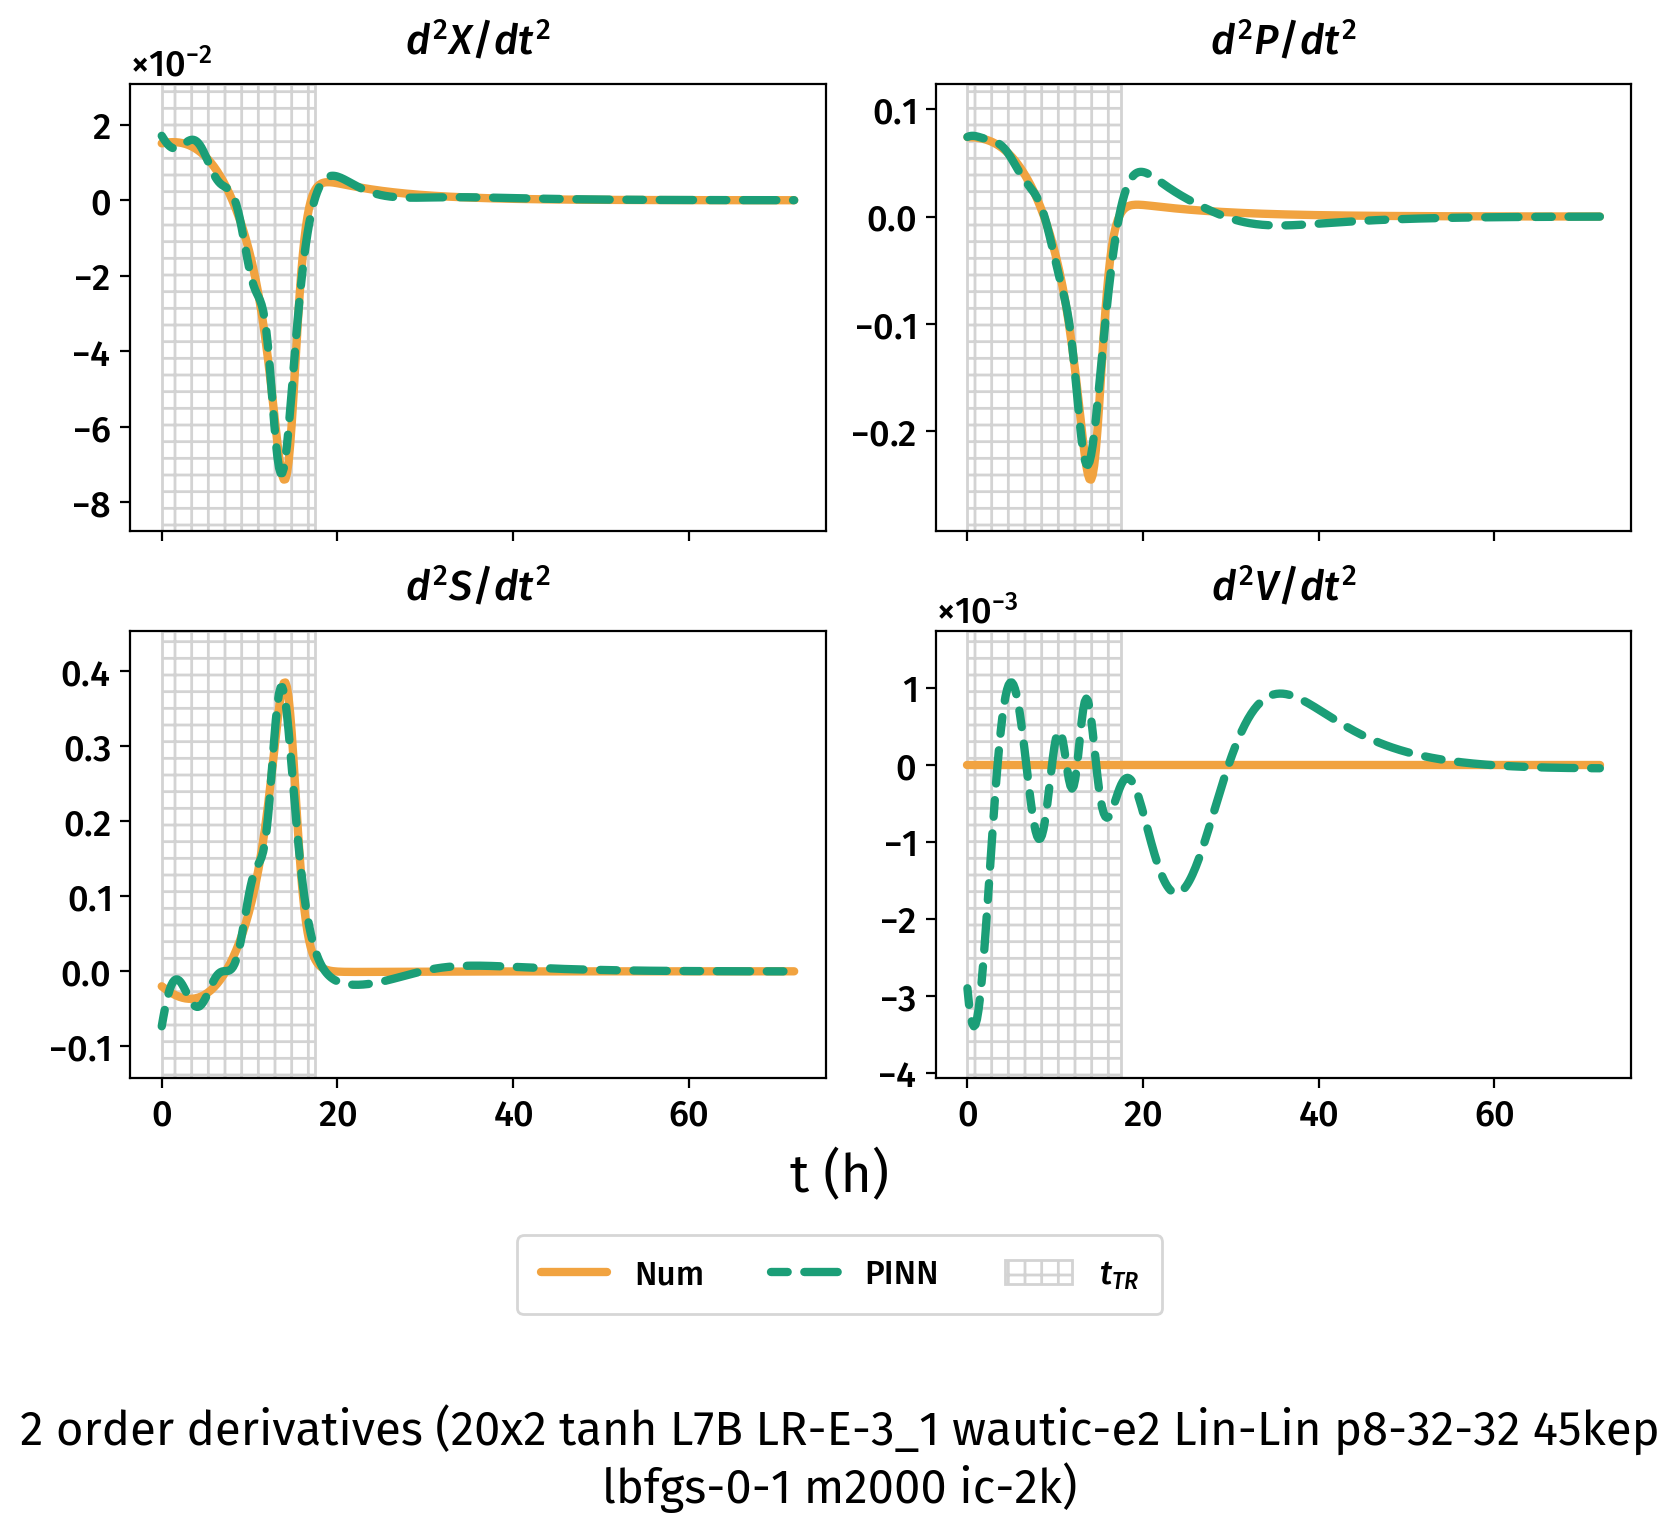 d²X/dt²
×10⁻²
2
0
−2
−4
−6
−8
d²P/dt²
0.1
0.0
−0.1
−0.2
d²S/dt²
0.4
0.3
0.2
0.1
0.0
−0.1
0 20 40 60
d²V/dt²
×10⁻³
1
0
−1
−2
−3
−4
0 20 40 60
t (h)
Num PINN t_TR
2 order derivatives (20x2 tanh L7B LR-E-3_1 wautic-e2 Lin-Lin p8-32-32 45kep
lbfgs-0-1 m2000 ic-2k)